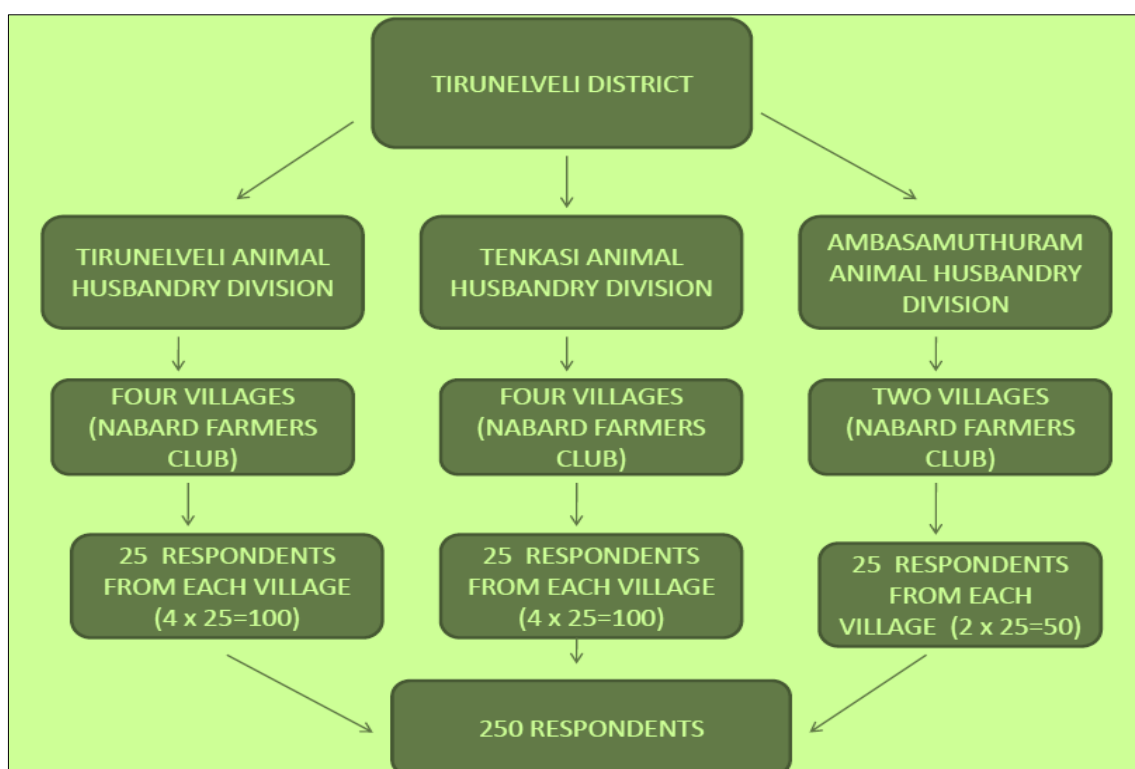 TIRUNELVELI DISTRICT
TIRUNELVELI ANIMAL
HUSBANDRY DIVISION
TENKASI ANIMAL
HUSBANDRY DIVISION
AMBASAMUTHURAM
ANIMAL HUSBANDRY
DIVISION
FOUR VILLAGES
(NABARD FARMERS
CLUB)
FOUR VILLAGES
(NABARD FARMERS
CLUB)
TWO VILLAGES
(NABARD FARMERS
CLUB)
25 RESPONDENTS
FROM EACH VILLAGE
(4 x 25=100)
25 RESPONDENTS
FROM EACH VILLAGE
(4 x 25=100)
25 RESPONDENTS
FROM EACH
VILLAGE (2 x 25=50)
250 RESPONDENTS